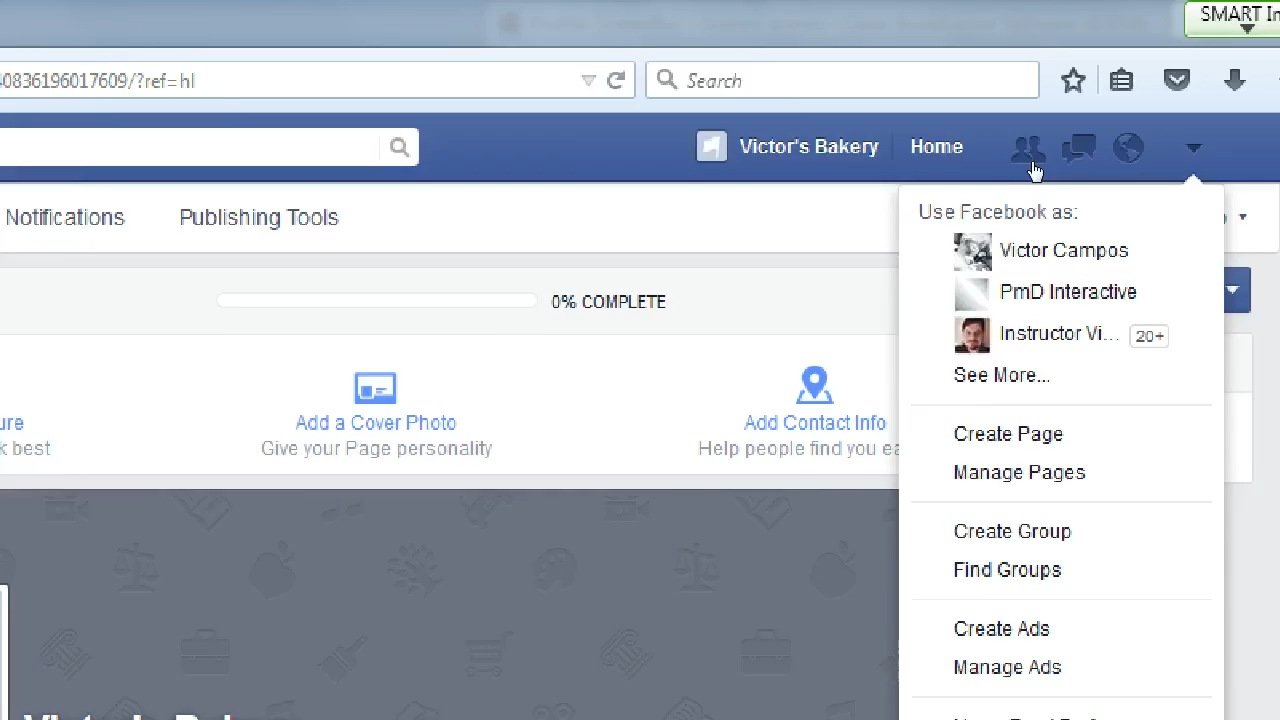 SMART In
40836196017609/?ref=hl
Search
Victor's Bakery
Home
Notifications
Publishing Tools
Use Facebook as:
Victor Campos
PmD Interactive
Instructor Vi...
20+
See More...
0% COMPLETE
ure
Add a Cover Photo
Add Contact Info
k best
Give your Page personality
Help people find you ea
Create Page
Manage Pages
Create Group
Find Groups
Create Ads
Manage Ads